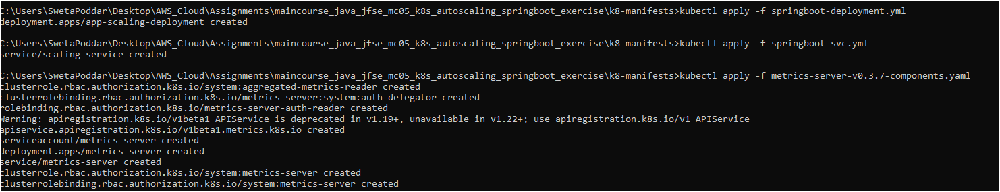 C:\Users\SwetaPoddar\Desktop\AWS_Cloud\Assignments\maincourse_java_jfse_mc05_k8s_autoscaling_springboot_exercise\k8-manifests>kubectl apply -f springboot-deployment.yml
deployment.apps/app-scaling-deployment created
C:\Users\SwetaPoddar\Desktop\AWS_Cloud\Assignments\maincourse_java_jfse_mc05_k8s_autoscaling_springboot_exercise\k8-manifests>kubectl apply -f springboot-svc.yml
service/scaling-service created
C:\Users\SwetaPoddar\Desktop\AWS_Cloud\Assignments\maincourse_java_jfse_mc05_k8s_autoscaling_springboot_exercise\k8-manifests>kubectl apply -f metrics-server-v0.3.7-components.yaml
clusterrole.rbac.authorization.k8s.io/system:aggregated-metrics-reader created
clusterrolebinding.rbac.authorization.k8s.io/metrics-server:system:auth-delegator created
rolebinding.rbac.authorization.k8s.io/metrics-server-auth-reader created
Warning: apiregistration.k8s.io/v1beta1 APIService is deprecated in v1.19+, unavailable in v1.22+; use apiregistration.k8s.io/v1 APIService
apiservice.apiregistration.k8s.io/v1beta1.metrics.k8s.io created
serviceaccount/metrics-server created
deployment.apps/metrics-server created
service/metrics-server created
clusterrole.rbac.authorization.k8s.io/system:metrics-server created
clusterrolebinding.rbac.authorization.k8s.io/system:metrics-server created